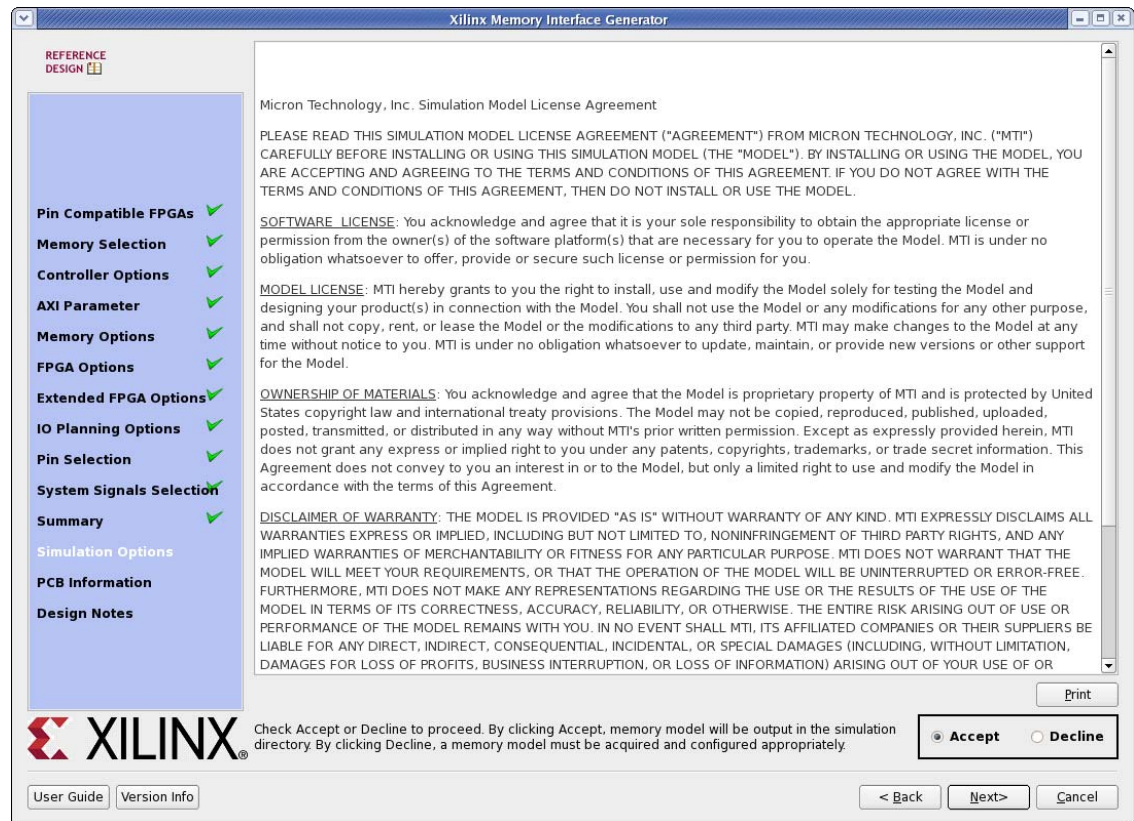 Xilinx Memory Interface Generator
REFERENCE
DESIGN
Pin Compatible FPGAs
Memory Selection
Controller Options
AXI Parameter
Memory Options
FPGA Options
Extended FPGA Options
IO Planning Options
Pin Selection
System Signals Selection
Summary
Simulation Options
PCB Information
Design Notes
Micron Technology, Inc. Simulation Model License Agreement
PLEASE READ THIS SIMULATION MODEL LICENSE AGREEMENT ("AGREEMENT") FROM MICRON TECHNOLOGY, INC. ("MTI")
CAREFULLY BEFORE INSTALLING OR USING THIS SIMULATION MODEL (THE "MODEL"). BY INSTALLING OR USING THE MODEL, YOU
ARE ACCEPTING AND AGREEING TO THE TERMS AND CONDITIONS OF THIS AGREEMENT. IF YOU DO NOT AGREE WITH THE
TERMS AND CONDITIONS OF THIS AGREEMENT, THEN DO NOT INSTALL OR USE THE MODEL.
SOFTWARE LICENSE: You acknowledge and agree that it is your sole responsibility to obtain the appropriate license or
permission from the owner(s) of the software platform(s) that are necessary for you to operate the Model. MTI is under no
obligation whatsoever to offer, provide or secure such license or permission for you.
MODEL LICENSE: MTI hereby grants to you the right to install, use and modify the Model solely for testing the Model and
designing your product(s) in connection with the Model. You shall not use the Model or any modifications for any other purpose,
and shall not copy, rent, or lease the Model or the modifications to any third party. MTI may make changes to the Model at any
time without notice to you. MTI is under no obligation whatsoever to update, maintain, or provide new versions or other support
for the Model.
OWNERSHIP OF MATERIALS: You acknowledge and agree that the Model is proprietary property of MTI and is protected by United
States copyright law and international treaty provisions. The Model may not be copied, reproduced, published, uploaded,
posted, transmitted, or distributed in any way without MTI's prior written permission. Except as expressly provided herein, MTI
does not grant any express or implied right to you under any patents, copyrights, trademarks, or trade secret information. This
Agreement does not convey to you an interest in or to the Model, but only a limited right to use and modify the Model in
accordance with the terms of this Agreement.
DISCLAIMER OF WARRANTY: THE MODEL IS PROVIDED "AS IS" WITHOUT WARRANTY OF ANY KIND. MTI EXPRESSLY DISCLAIMS ALL
WARRANTIES EXPRESS OR IMPLIED, INCLUDING BUT NOT LIMITED TO, NONINFRINGEMENT OF THIRD PARTY RIGHTS, AND ANY
IMPLIED WARRANTIES OF MERCHANTABILITY OR FITNESS FOR ANY PARTICULAR PURPOSE. MTI DOES NOT WARRANT THAT THE
MODEL WILL MEET YOUR REQUIREMENTS, OR THAT THE OPERATION OF THE MODEL WILL BE UNINTERRUPTED OR ERROR-FREE.
FURTHERMORE, MTI DOES NOT MAKE ANY REPRESENTATIONS REGARDING THE USE OR THE RESULTS OF THE USE OF THE
MODEL IN TERMS OF ITS CORRECTNESS, ACCURACY, RELIABILITY, OR OTHERWISE. THE ENTIRE RISK ARISING OUT OF USE OR
PERFORMANCE OF THE MODEL REMAINS WITH YOU. IN NO EVENT SHALL MTI, ITS AFFILIATED COMPANIES OR THEIR SUPPLIERS BE
LIABLE FOR ANY DIRECT, INDIRECT, CONSEQUENTIAL, INCIDENTAL, OR SPECIAL DAMAGES (INCLUDING, WITHOUT LIMITATION,
DAMAGES FOR LOSS OF PROFITS, BUSINESS INTERRUPTION, OR LOSS OF INFORMATION) ARISING OUT OF YOUR USE OF OR
Print
XILINX®
Check Accept or Decline to proceed. By clicking Accept, memory model will be output in the simulation
directory. By clicking Decline, a memory model must be acquired and configured appropriately.
Accept Decline
User Guide Version Info < Back Next> Cancel